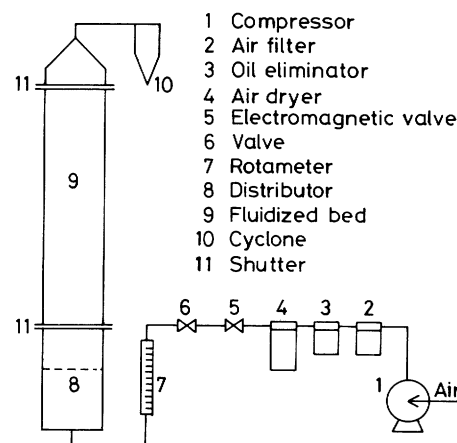 1 Compressor
2 Air filter
3 Oil eliminator
4 Air dryer
5 Electromagnetic valve
6 Valve
7 Rotameter
8 Distributor
9 Fluidized bed
10 Cyclone
11 Shutter
11
10
9
11
8
7
6
5
4
3
2
1
Air